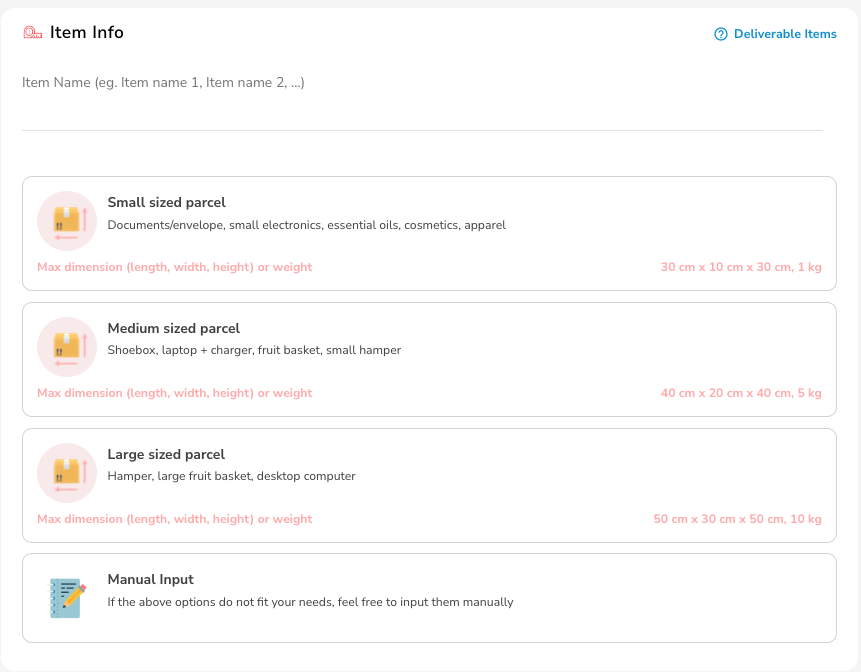 Item Info
Deliverable Items
Item Name (eg. Item name 1, Item name 2, ...)
Small sized parcel
Documents/envelope, small electronics, essential oils, cosmetics, apparel
Max dimension (length, width, height) or weight
30 cm x 10 cm x 30 cm, 1 kg
Medium sized parcel
Shoebox, laptop + charger, fruit basket, small hamper
Max dimension (length, width, height) or weight
40 cm x 20 cm x 40 cm, 5 kg
Large sized parcel
Hamper, large fruit basket, desktop computer
Max dimension (length, width, height) or weight
50 cm x 30 cm x 50 cm, 10 kg
Manual Input
If the above options do not fit your needs, feel free to input them manually